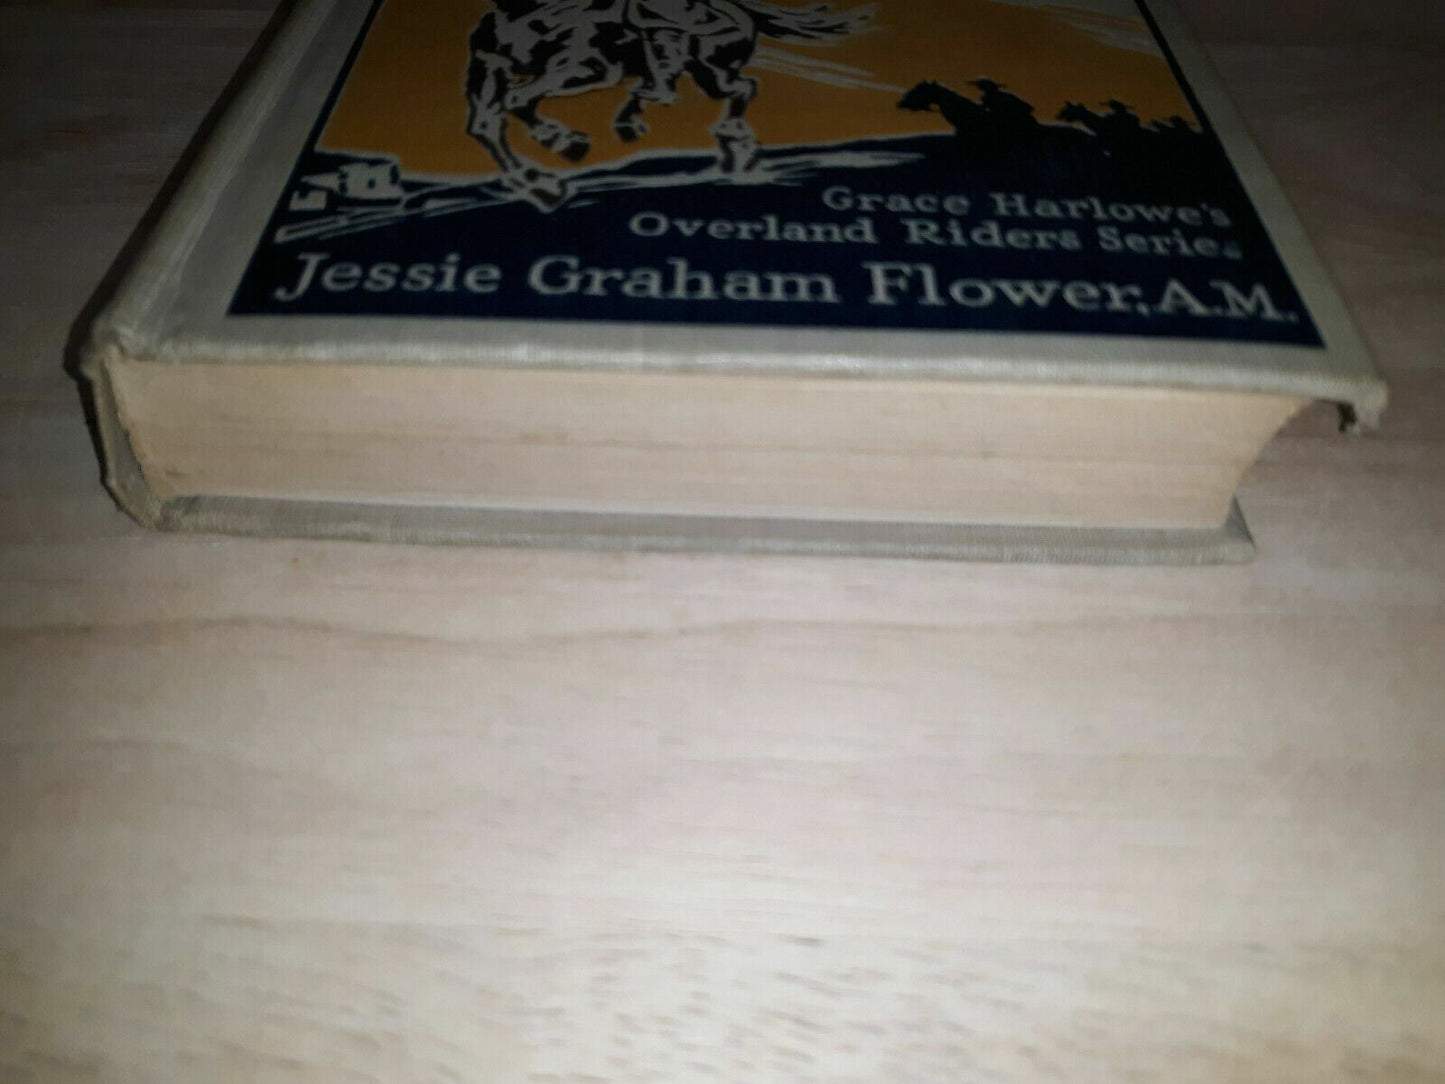 Grace Harlowe's
Overland Riders Series
Jessie Graham Flower, A.M.